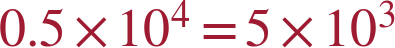 0.5 × 10⁴ = 5 × 10³